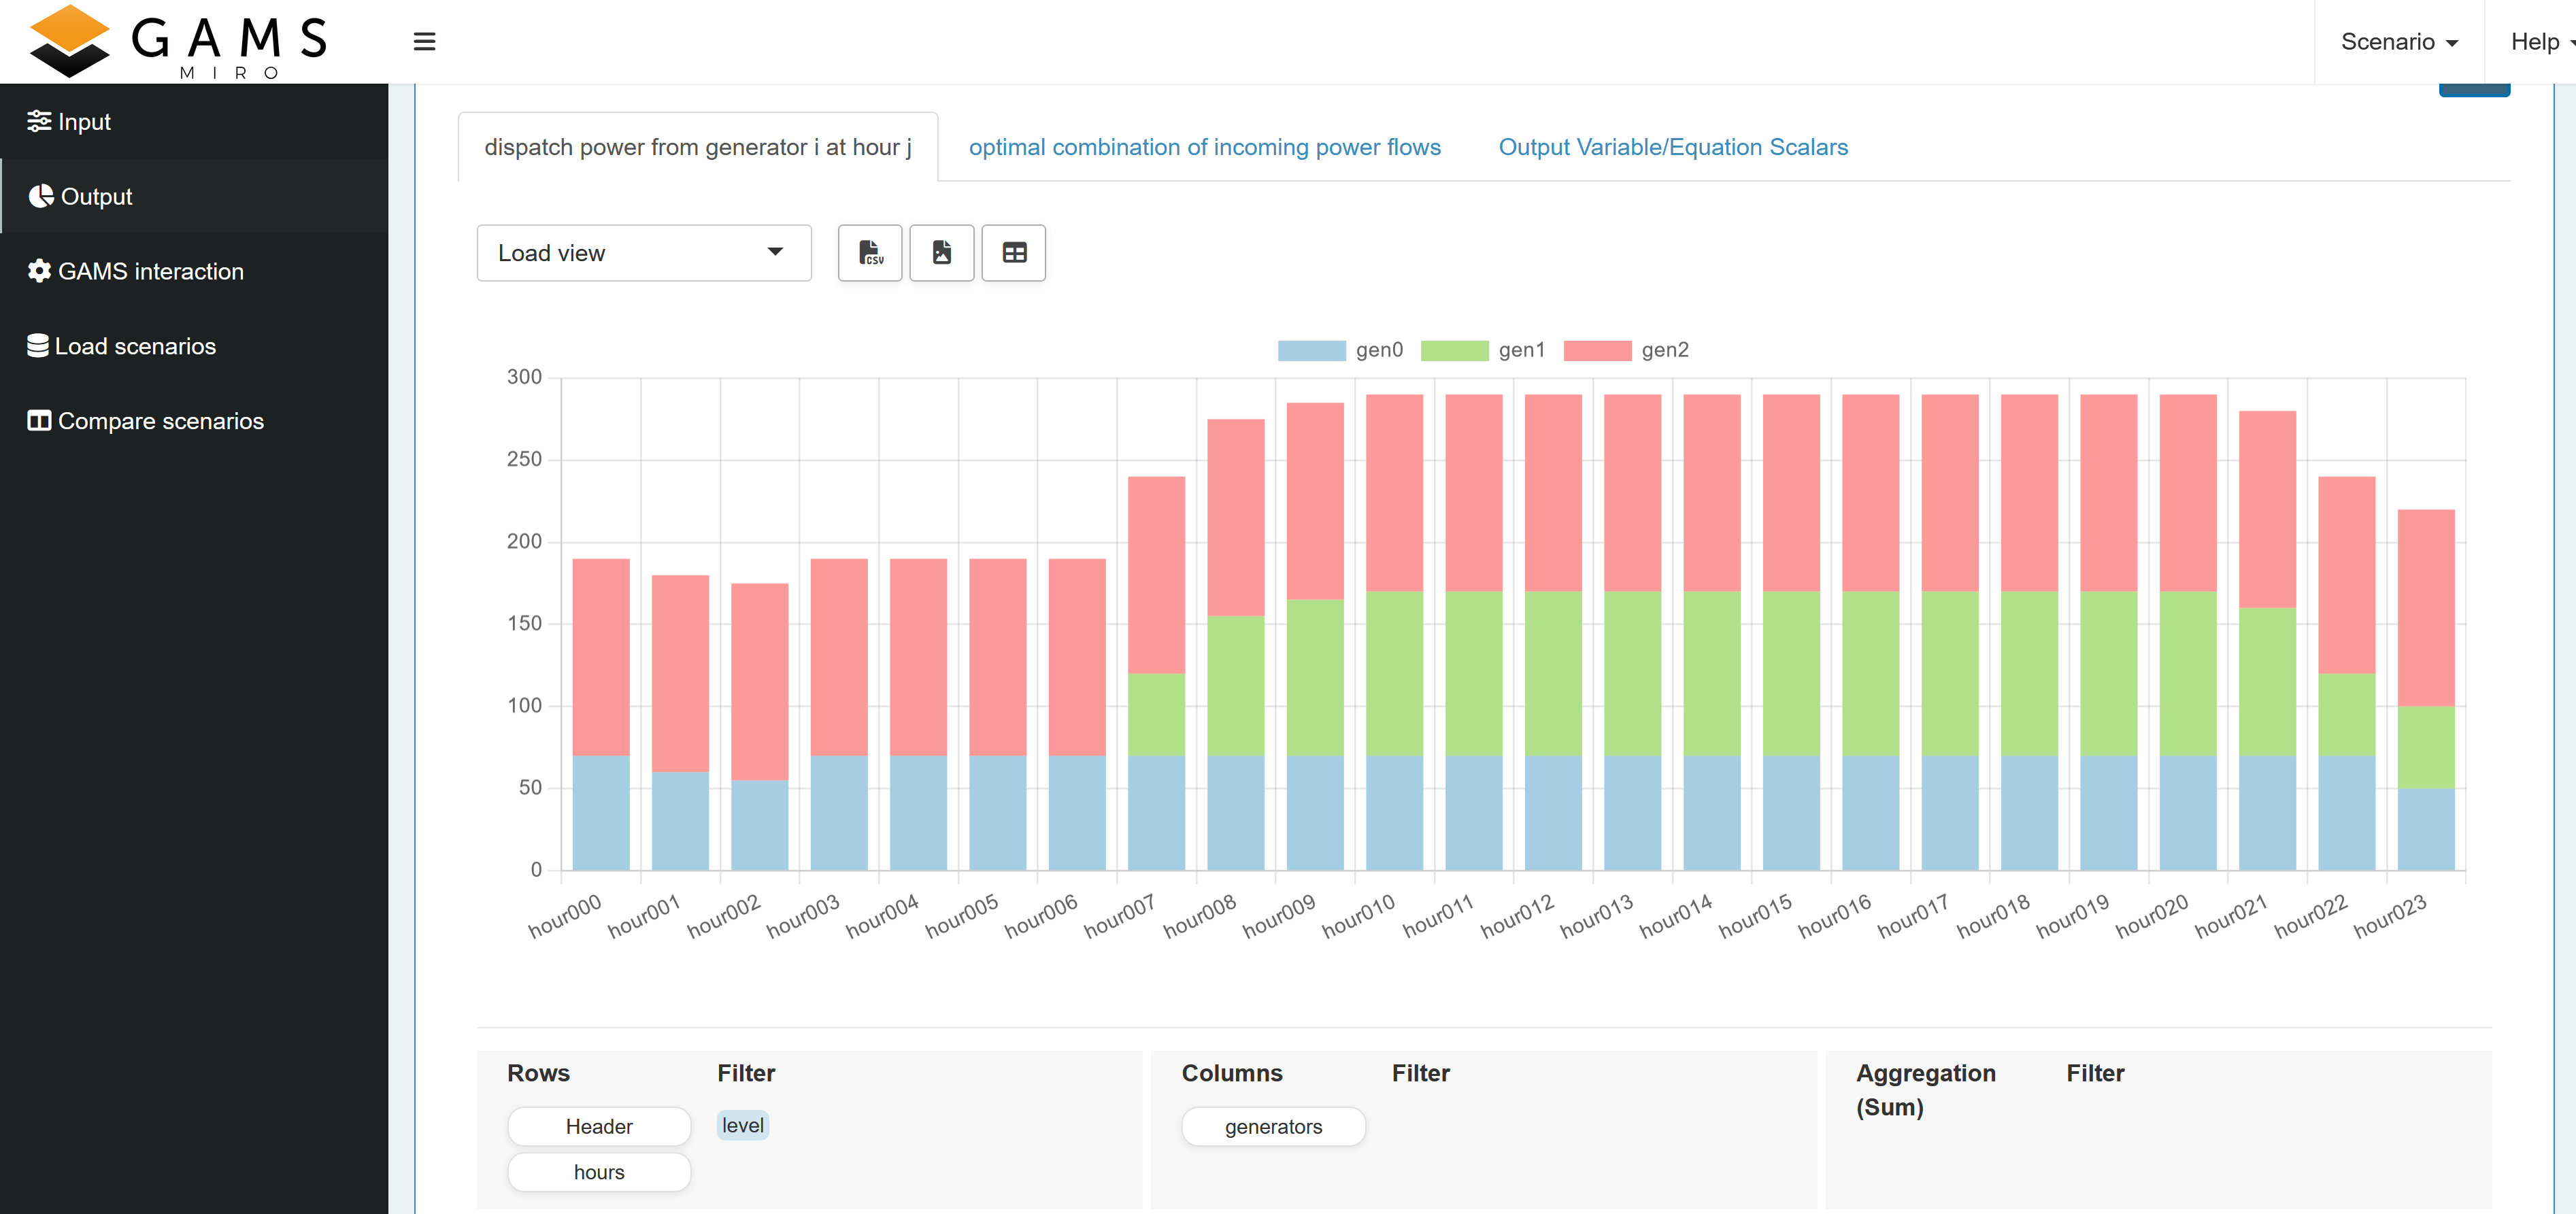 GAMS
MIRO
Scenario
Help
Input
Output
GAMS interaction
Load scenarios
Compare scenarios
dispatch power from generator i at hour j
optimal combination of incoming power flows
Output Variable/Equation Scalars
Load view
CSV
gen0
gen1
gen2
300
250
200
150
100
50
0
hour000
hour001
hour002
hour003
hour004
hour005
hour006
hour007
hour008
hour009
hour010
hour011
hour012
hour013
hour014
hour015
hour016
hour017
hour018
hour019
hour020
hour021
hour022
hour023
Rows
Filter
Header
level
hours
Columns
Filter
generators
Aggregation
(Sum)
Filter